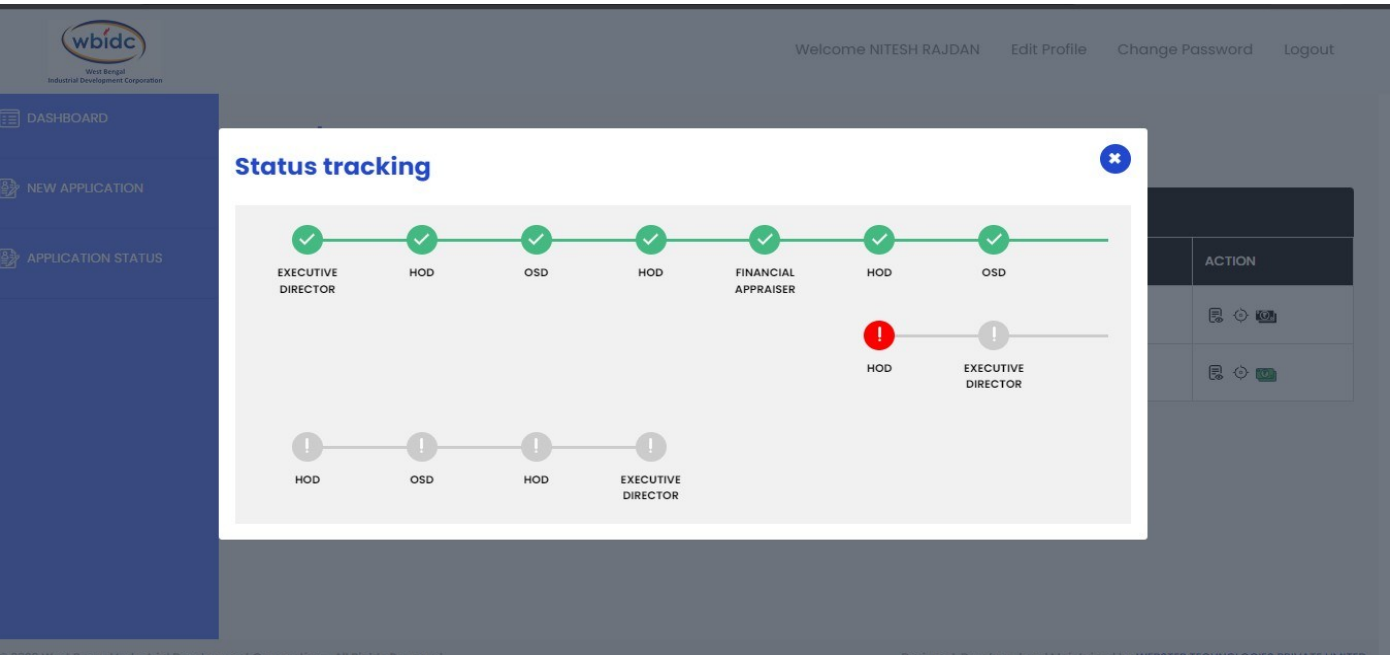 wbidc
West Bengal
Industrial Development Corporation
Welcome NITESH RAJDAN Edit Profile Change Password Logout
DASHBOARD
NEW APPLICATION
APPLICATION STATUS
Status tracking
EXECUTIVE DIRECTOR
HOD
OSD
HOD
FINANCIAL APPRAISER
HOD
OSD
HOD
EXECUTIVE DIRECTOR
HOD
OSD
HOD
EXECUTIVE DIRECTOR
ACTION